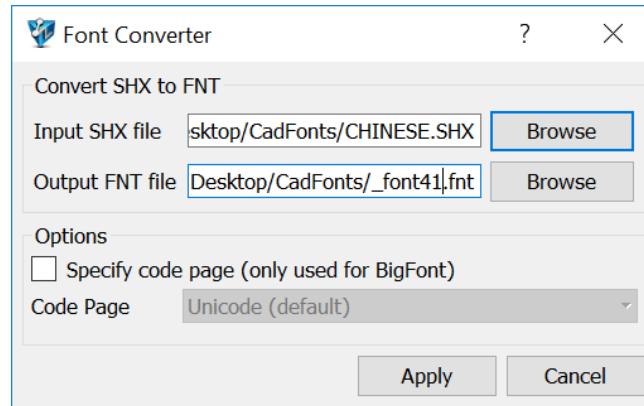 Font Converter ?
Convert SHX to FNT
Input SHX file sktop/CadFonts/CHINESE.SHX Browse
Output FNT file Desktop/CadFonts/_font41.fnt Browse
Options
Specify code page (only used for BigFont)
Code Page Unicode (default)
Apply Cancel